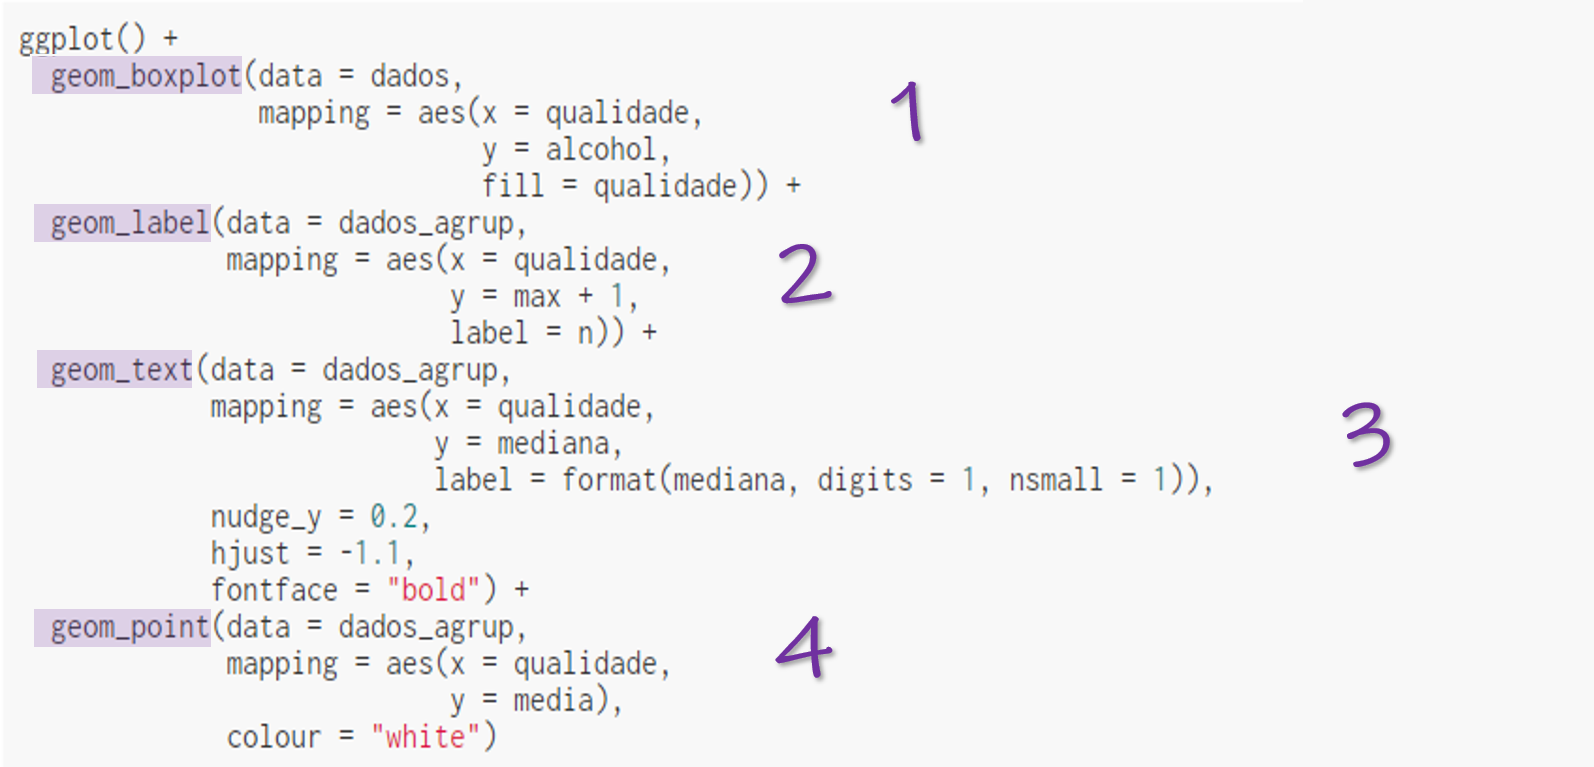 ggplot() +
geom_boxplot(data = dados,
mapping = aes(x = qualidade,
y = alcohol,
fill = qualidade)) +
1
geom_label(data = dados_agrup,
mapping = aes(x = qualidade,
y = max + 1,
label = n)) +
2
geom_text(data = dados_agrup,
mapping = aes(x = qualidade,
y = mediana,
label = format(mediana, digits = 1, nsmall = 1)),
nudge_y = 0.2,
hjust = -1.1,
fontface = "bold") +
3
geom_point(data = dados_agrup,
mapping = aes(x = qualidade,
y = media),
colour = "white")
4